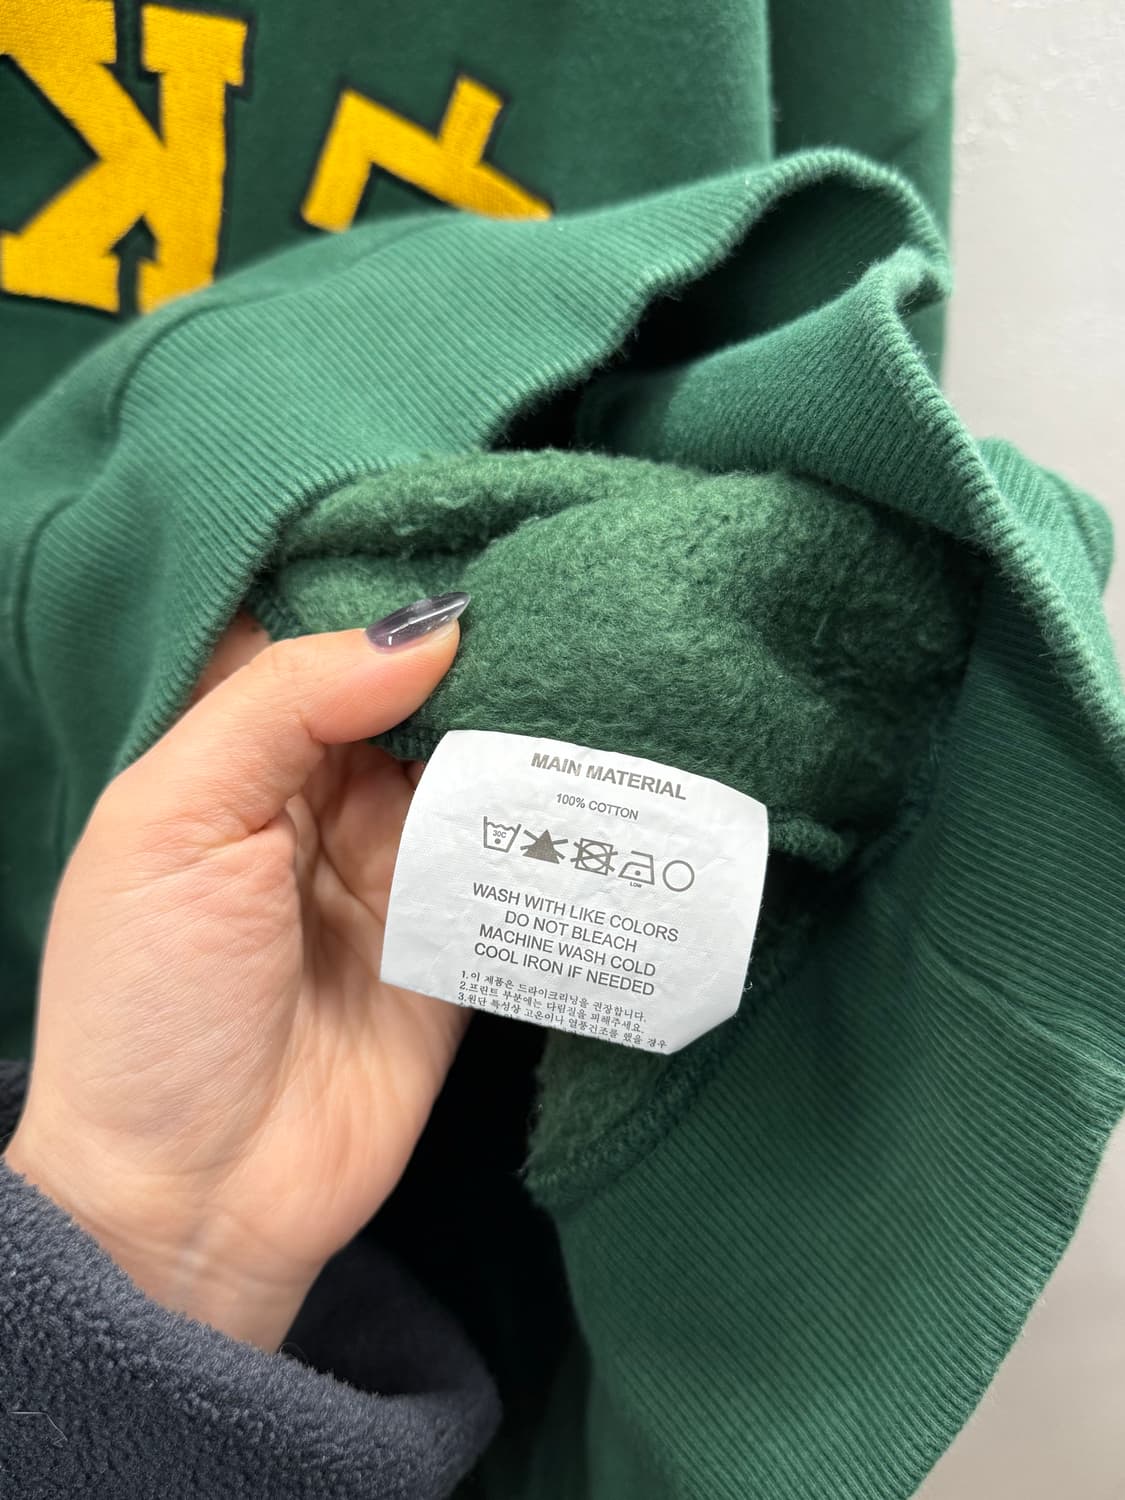 K
MAIN MATERIAL
100% COTTON
30C
LOW
WASH WITH LIKE COLORS
DO NOT BLEACH
MACHINE WASH COLD
COOL IRON IF NEEDED
1.이 제품은 드라이크리닝을 권장합니다.
2.프린트 부분에는 다림질을 피해주세요.
3.원단 특성상 고온이나 열풍건조를 했을 경우